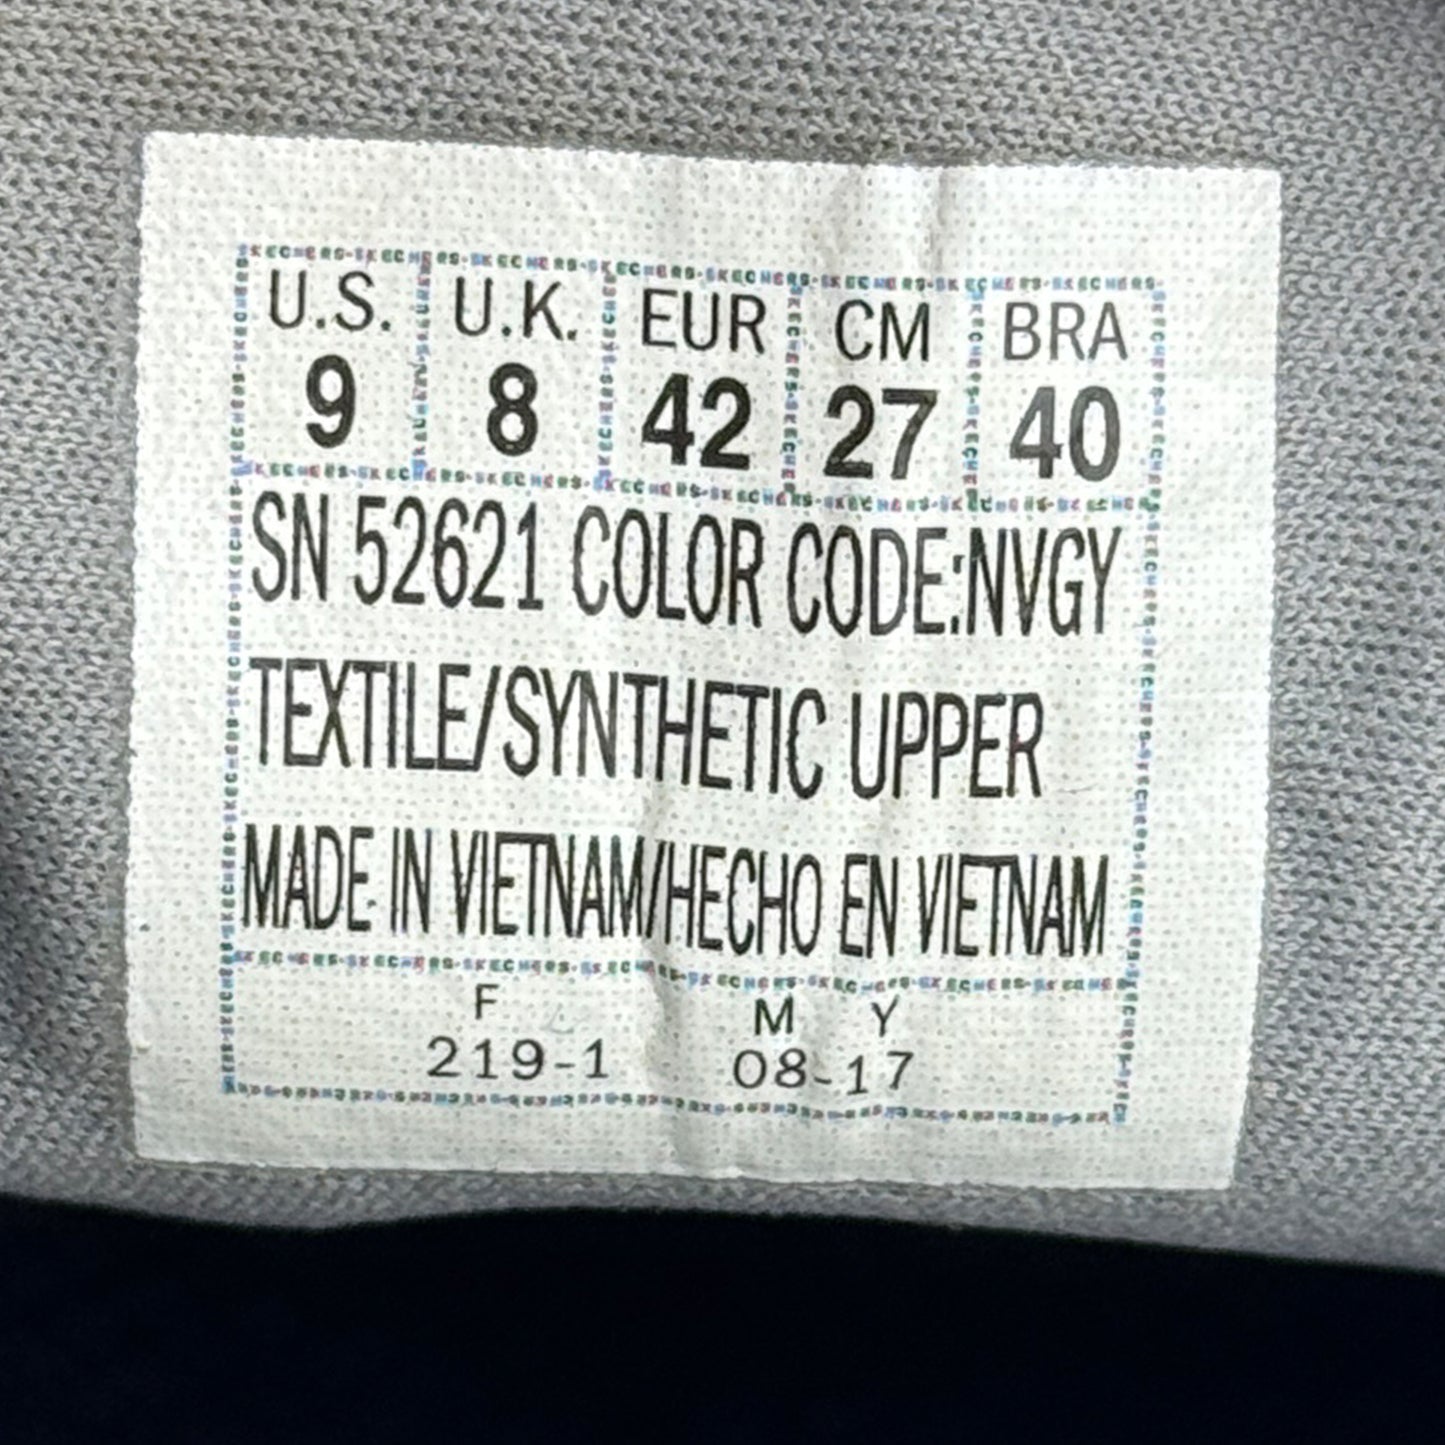 U.S. U.K. EUR CM BRA
9 8 42 27 40
SN 52621 COLOR CODE:NVGY
TEXTILE/SYNTHETIC UPPER
MADE IN VIETNAM/HECHO EN VIETNAM
F M Y
219-1 08-17